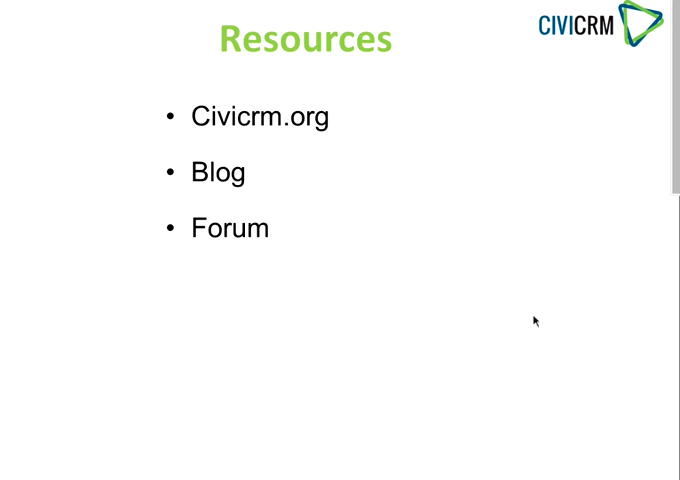 Resources
CIVICRM
• Civicrm.org
• Blog
• Forum